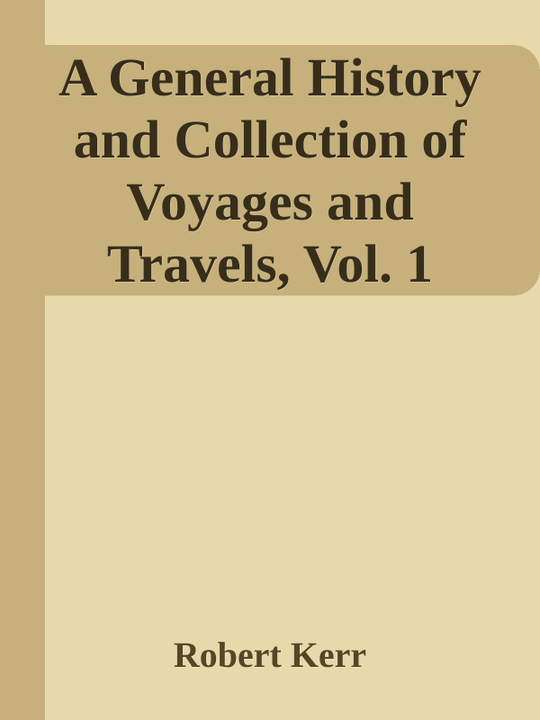 A General History
and Collection of
Voyages and
Travels, Vol. 1
Robert Kerr